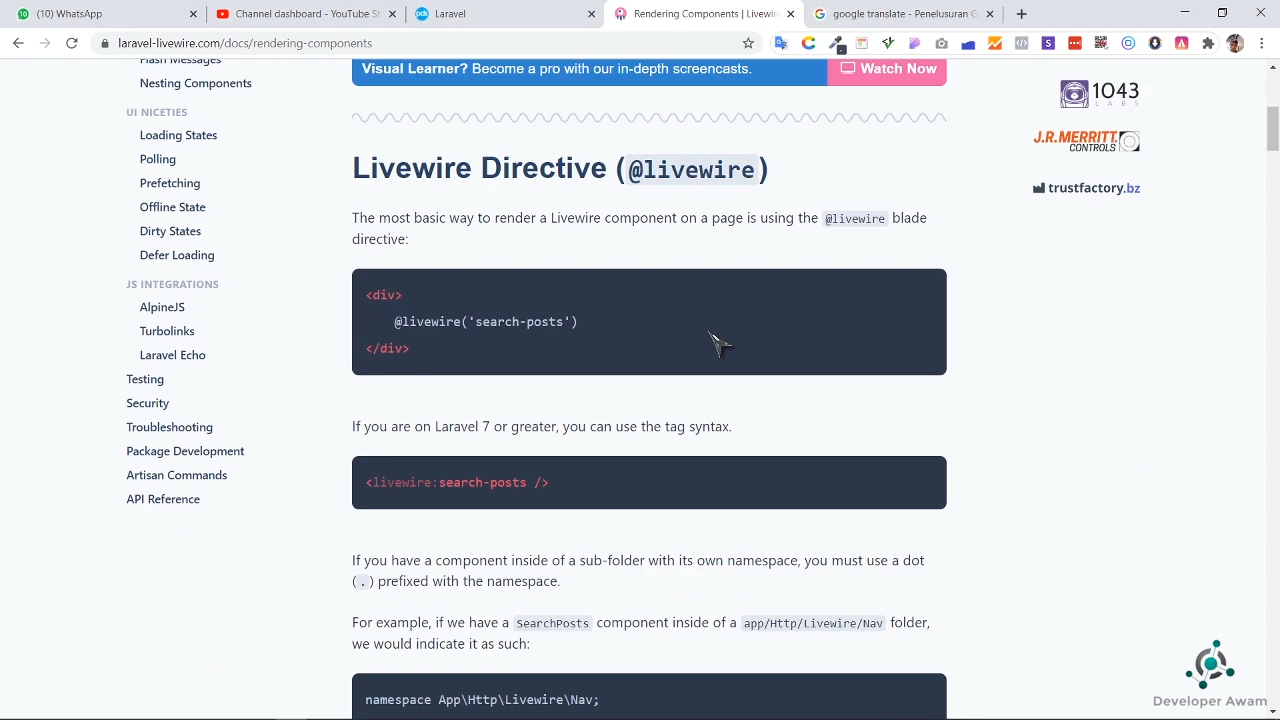 (10) WhatsApp
Channel dashboard - YouTube St
Laravel
Rendering Components | Livewire
google translate - Penelusuran G
laravel-livewire.com/docs/rendering-components
Flash Messages
Nesting Components
UI NICETIES
Loading States
Polling
Prefetching
Offline State
Dirty States
Defer Loading
JS INTEGRATIONS
AlpineJS
Turbolinks
Laravel Echo
Testing
Security
Troubleshooting
Package Development
Artisan Commands
API Reference
Visual Learner? Become a pro with our in-depth screencasts.
Watch Now
Livewire Directive (@livewire)
The most basic way to render a Livewire component on a page is using the @livewire blade
directive:
<div>
@livewire('search-posts')
</div>
If you are on Laravel 7 or greater, you can use the tag syntax.
<livewire:search-posts />
If you have a component inside of a sub-folder with its own namespace, you must use a dot
(.) prefixed with the namespace.
For example, if we have a SearchPosts component inside of a app/Http/Livewire/Nav folder,
we would indicate it as such:
namespace App\Http\Livewire\Nav;
1043
LABS
J.R.MERRITT
CONTROLS
trustfactory.bz
Developer Awam